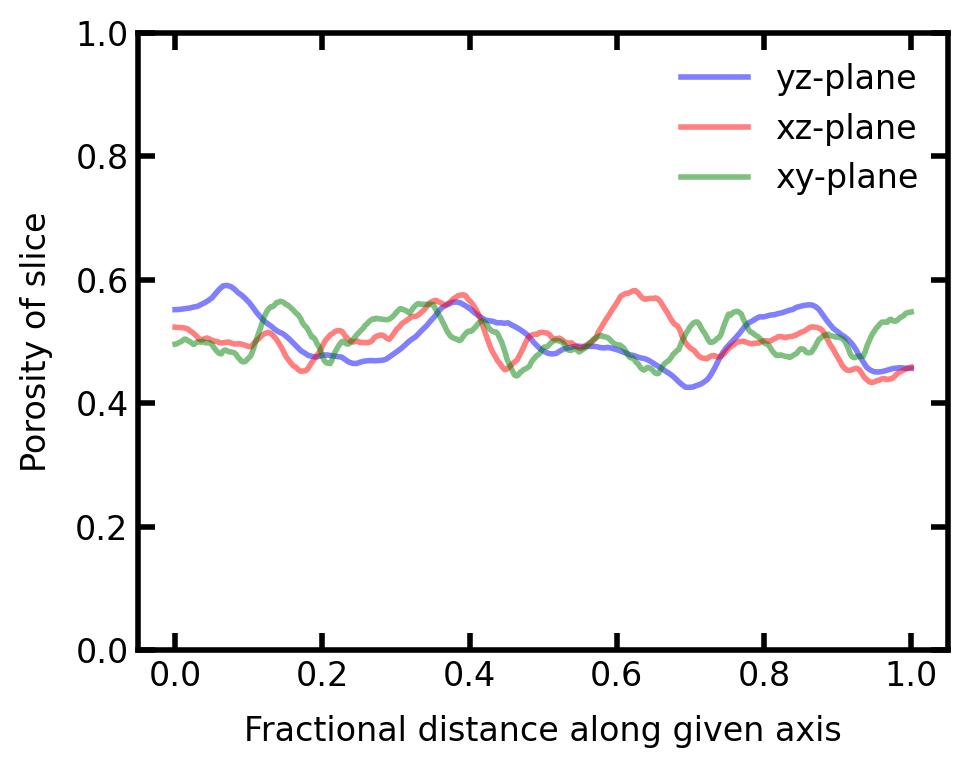 1.0
0.8
0.6
0.4
0.2
0.0
Porosity of slice
yz-plane
xz-plane
xy-plane
0.0 0.2 0.4 0.6 0.8 1.0
Fractional distance along given axis